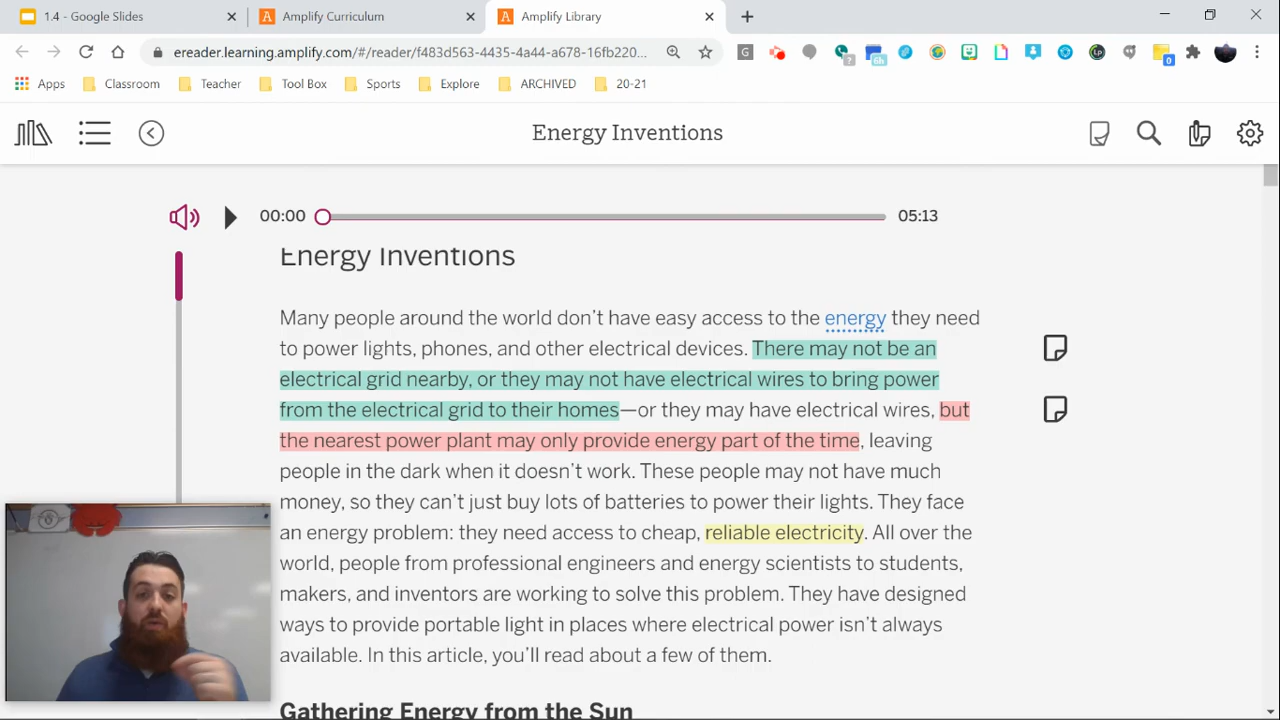 1.4 - Google Slides
Amplify Curriculum
Amplify Library
ereader.learning.amplify.com/#/reader/f483d563-4435-4a44-a678-16fb220...
Apps Classroom Teacher Tool Box Sports Explore ARCHIVED 20-21
Energy Inventions
00:00 05:13
Energy Inventions
Many people around the world don’t have easy access to the energy they need
to power lights, phones, and other electrical devices. There may not be an
electrical grid nearby, or they may not have electrical wires to bring power
from the electrical grid to their homes—or they may have electrical wires, but
the nearest power plant may only provide energy part of the time, leaving
people in the dark when it doesn’t work. These people may not have much
money, so they can’t just buy lots of batteries to power their lights. They face
an energy problem: they need access to cheap, reliable electricity. All over the
world, people from professional engineers and energy scientists to students,
makers, and inventors are working to solve this problem. They have designed
ways to provide portable light in places where electrical power isn’t always
available. In this article, you’ll read about a few of them.
Gathering Energy from the Sun